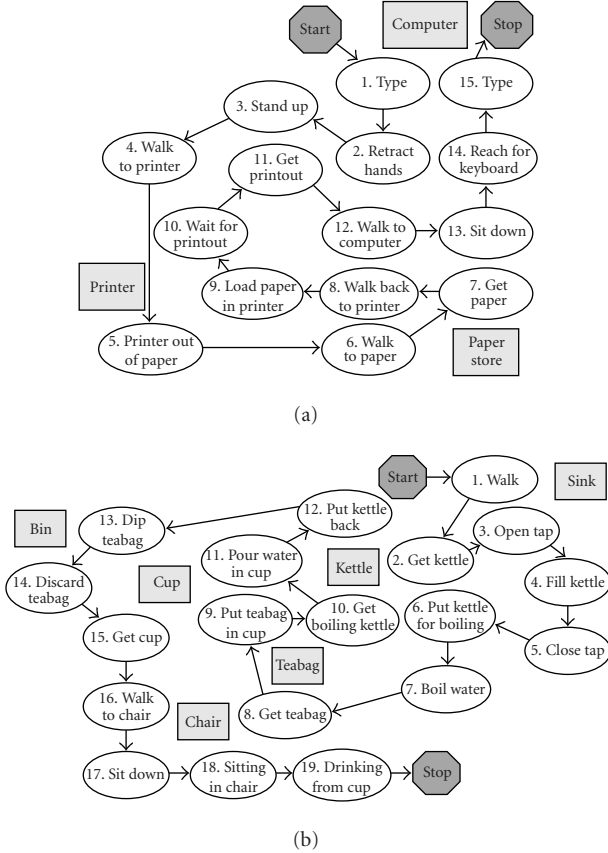 Start
Computer
Stop
1. Type
15. Type
3. Stand up
4. Walk
to printer
2. Retract
hands
14. Reach for
keyboard
11. Get
printout
10. Wait for
printout
12. Walk to
computer
13. Sit down
Printer
9. Load paper
in printer
8. Walk back
to printer
7. Get
paper
5. Printer out
of paper
6. Walk
to paper
Paper
store
(a)
Start
1. Walk
Sink
Bin
13. Dip
teabag
12. Put kettle
back
3. Open tap
2. Get kettle
11. Pour water
in cup
Kettle
14. Discard
teabag
Cup
4. Fill kettle
9. Put teabag
in cup
10. Get
boiling kettle
6. Put kettle
for boiling
15. Get cup
5. Close tap
Teabag
7. Boil water
16. Walk
to chair
Chair
8. Get teabag
17. Sit down
18. Sitting
in chair
19. Drinking
from cup
Stop
(b)